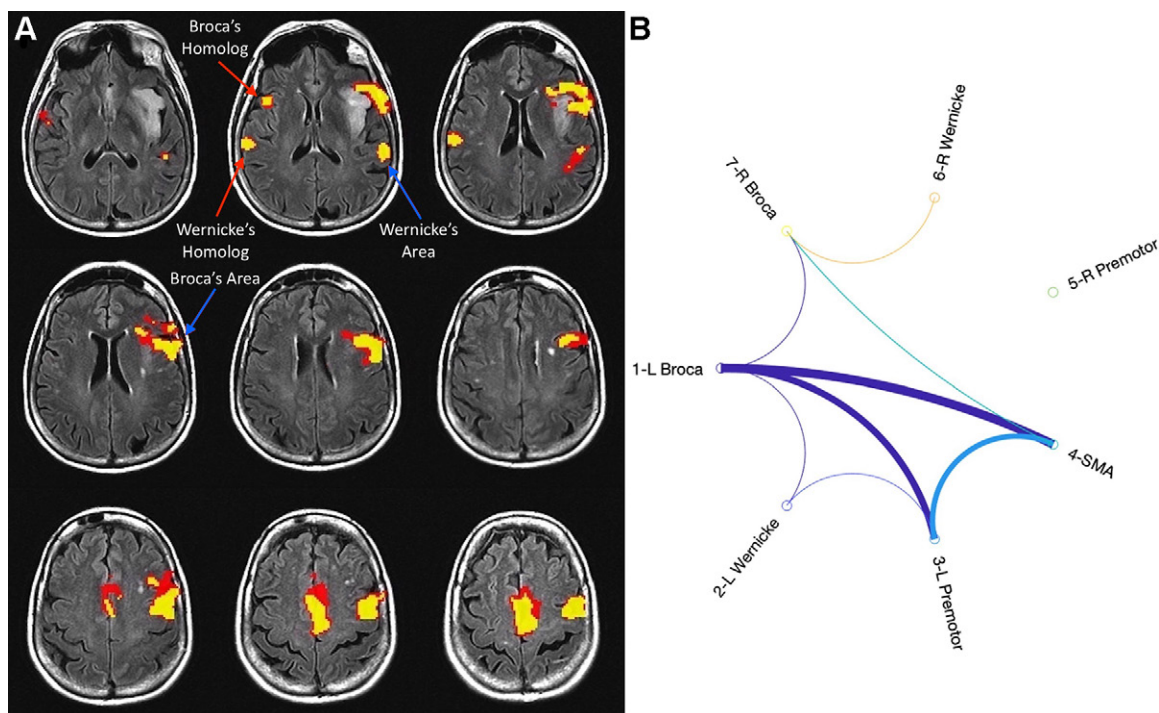 A
Broca's
Homolog
Wernicke's
Homolog
Wernicke's
Area
Broca's Area
B
6-R Wernicke
7-R Broca
5-R Premotor
1-L Broca
4-SMA
2-L Wernicke
3-L Premotor